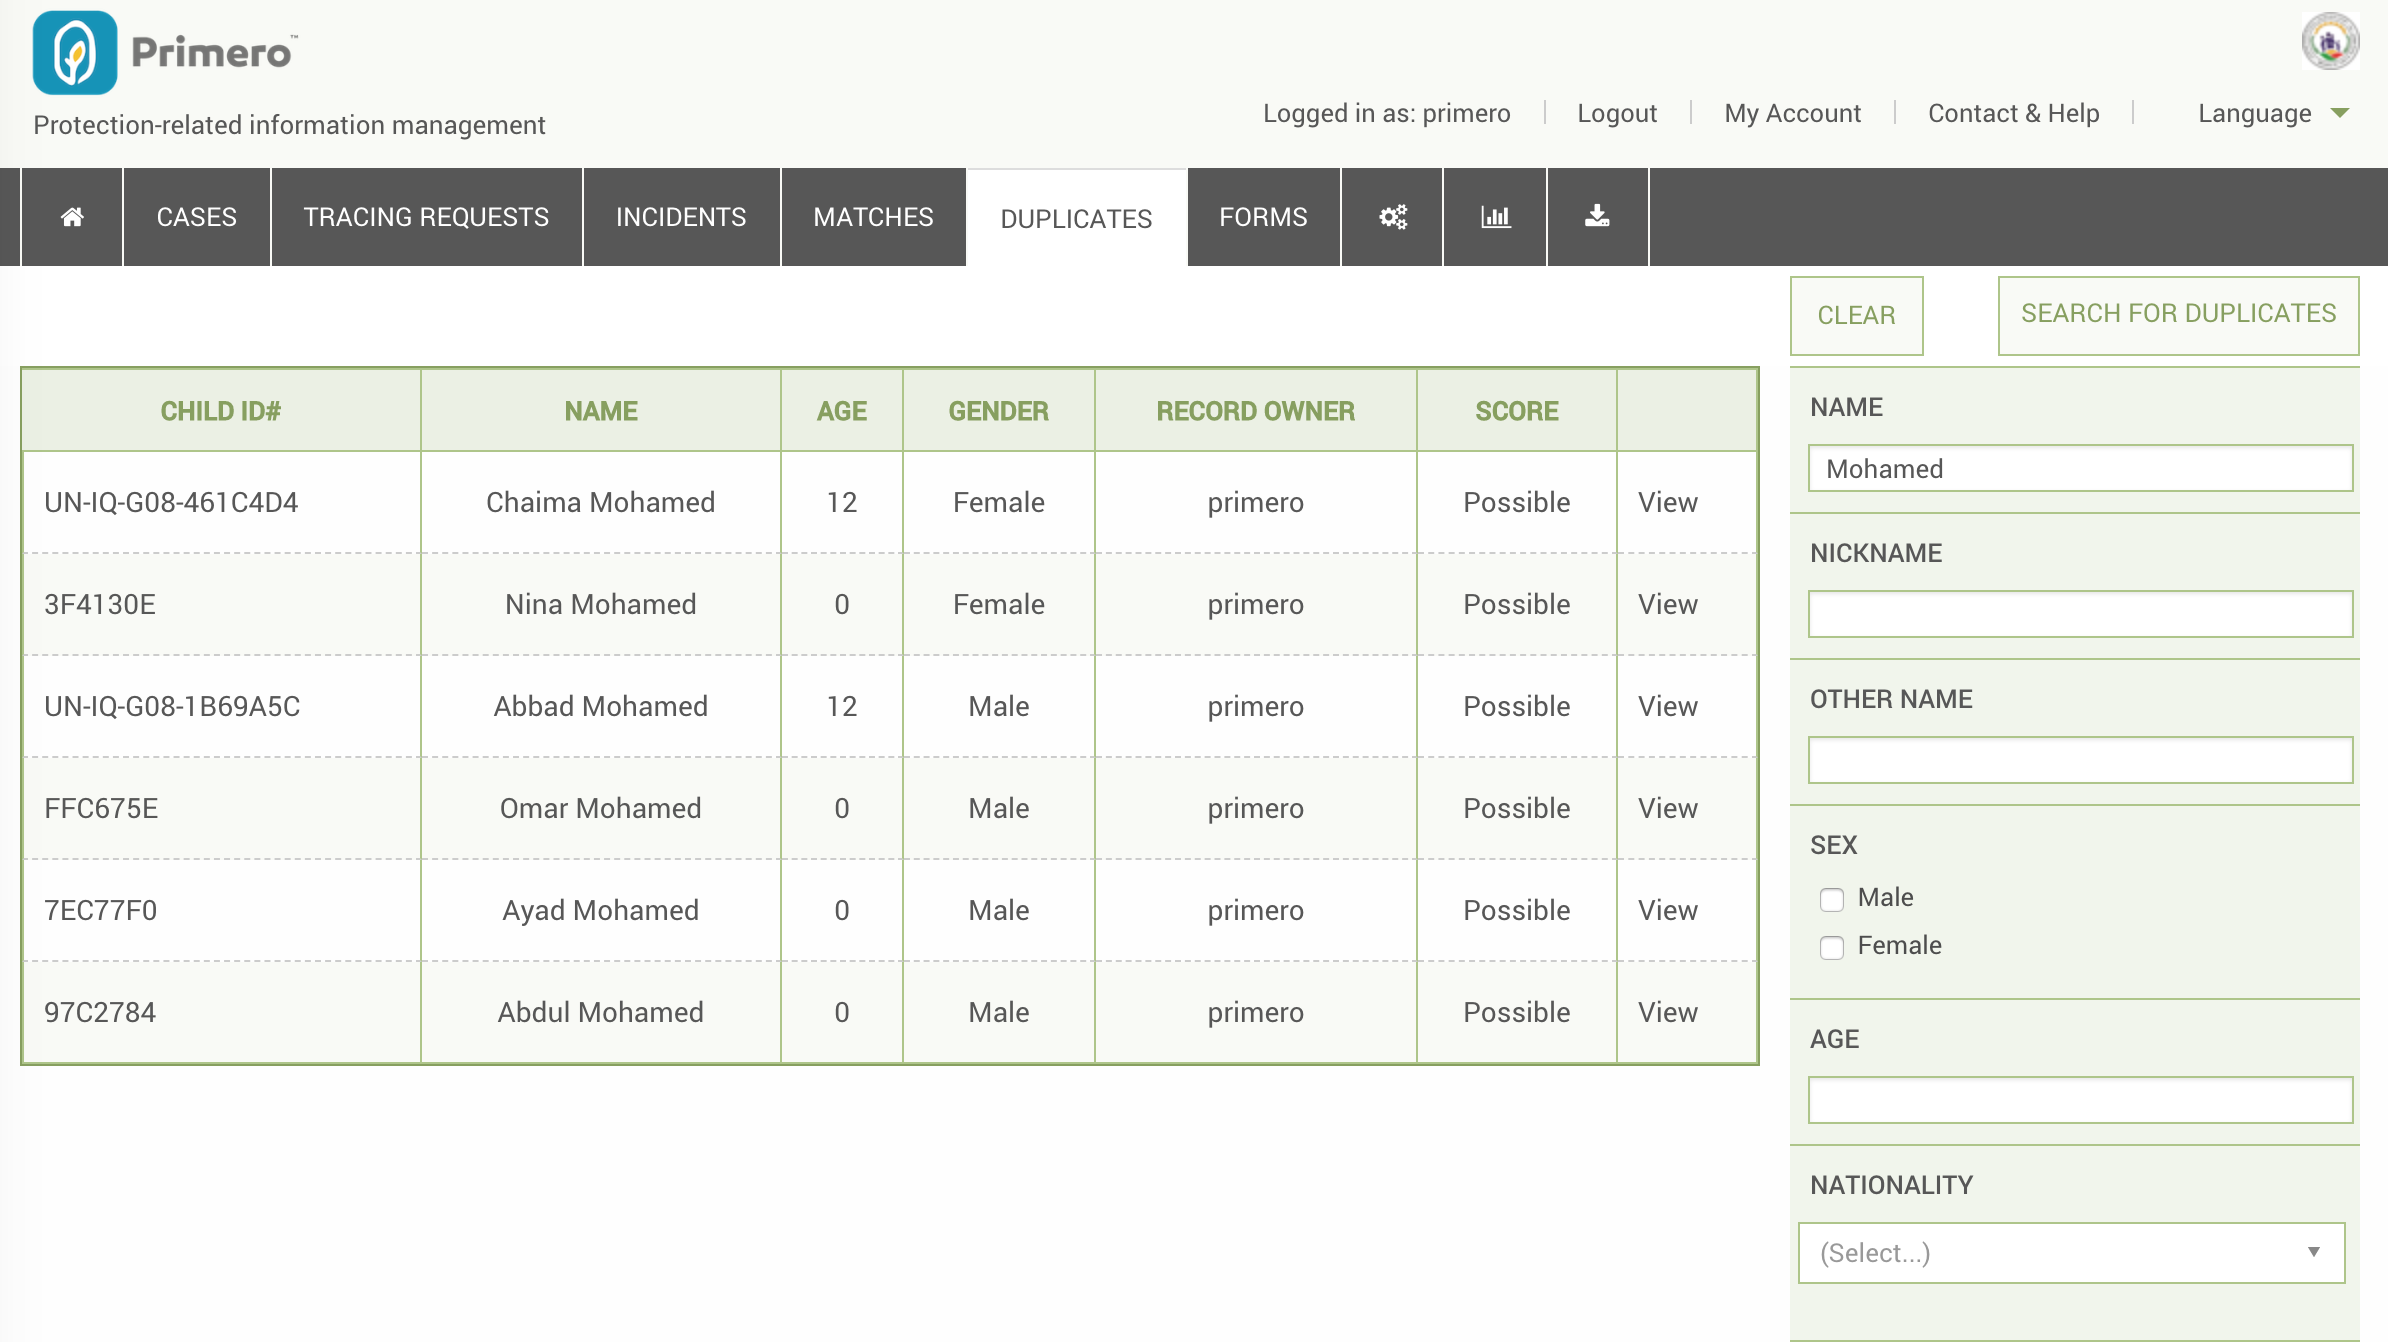 Primero™
Protection-related information management
Logged in as: primero | Logout | My Account | Contact & Help | Language
CASES TRACING REQUESTS INCIDENTS MATCHES DUPLICATES FORMS
CLEAR SEARCH FOR DUPLICATES
CHILD ID# NAME AGE GENDER RECORD OWNER SCORE
UN-IQ-G08-461C4D4 Chaima Mohamed 12 Female primero Possible View
3F4130E Nina Mohamed 0 Female primero Possible View
UN-IQ-G08-1B69A5C Abbad Mohamed 12 Male primero Possible View
FFC675E Omar Mohamed 0 Male primero Possible View
7EC77F0 Ayad Mohamed 0 Male primero Possible View
97C2784 Abdul Mohamed 0 Male primero Possible View
NAME
Mohamed
NICKNAME
OTHER NAME
SEX
Male
Female
AGE
NATIONALITY
(Select...)